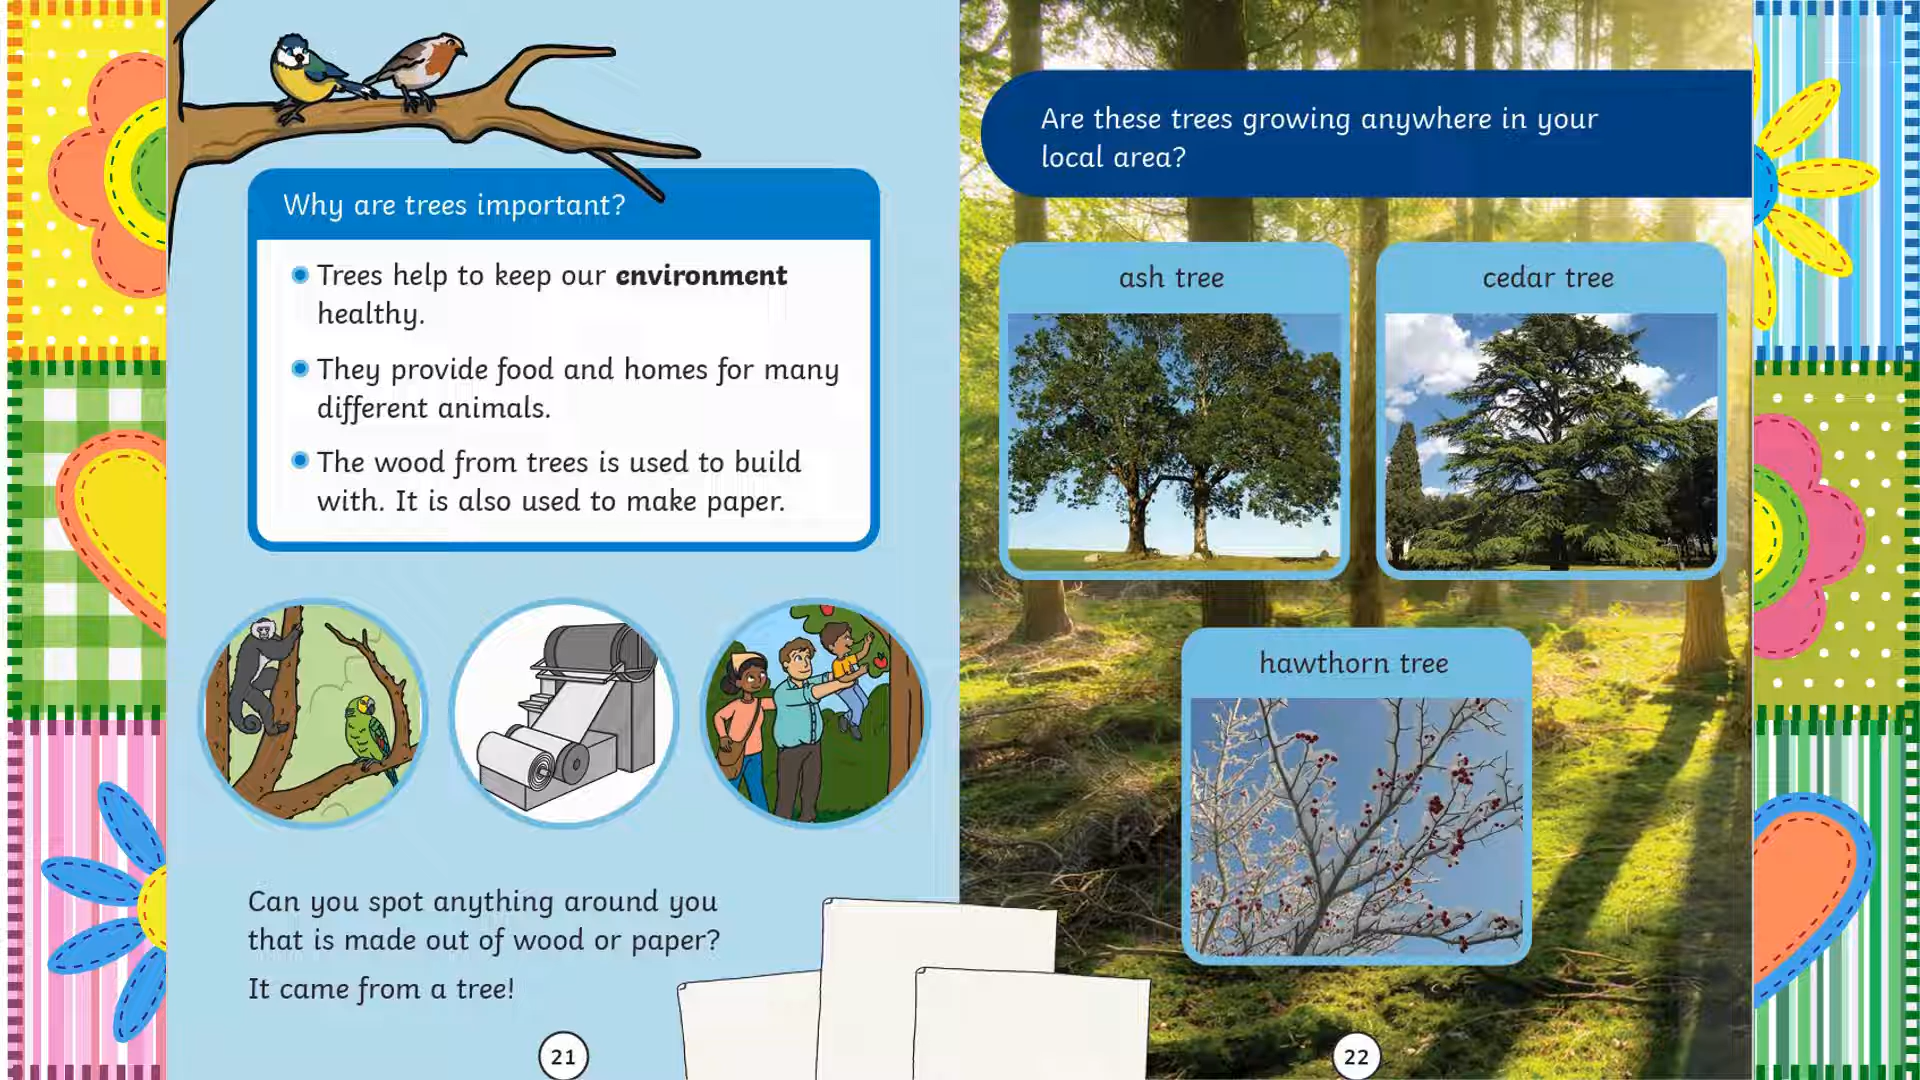 Why are trees important?
Trees help to keep our environment
healthy.
They provide food and homes for many
different animals.
The wood from trees is used to build
with. It is also used to make paper.
Can you spot anything around you
that is made out of wood or paper?
It came from a tree!
21
Are these trees growing anywhere in your
local area?
ash tree
cedar tree
hawthorn tree
22